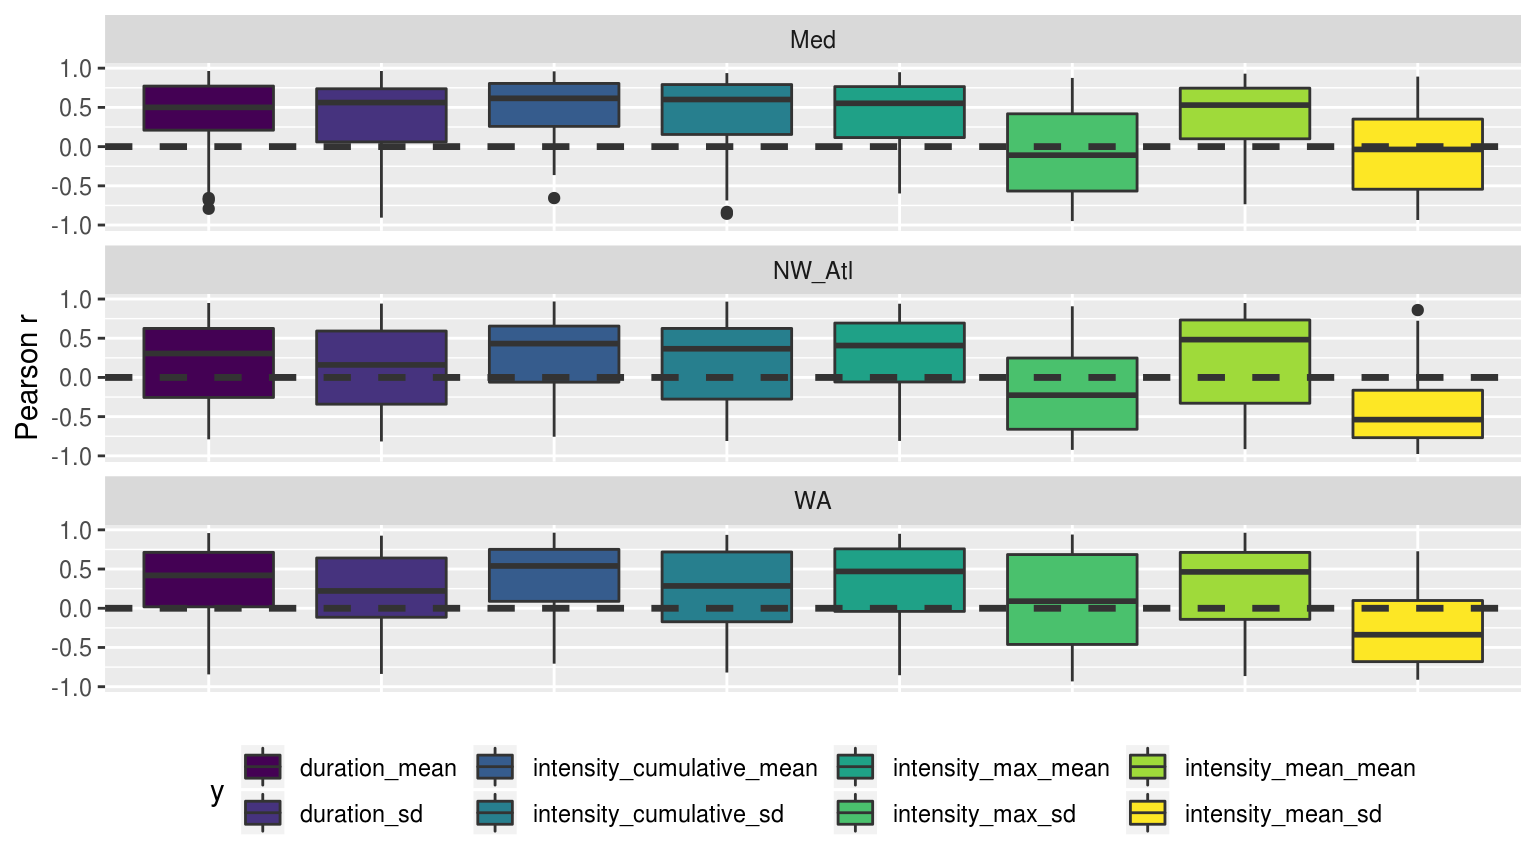 Med
1.0
0.5
0.0
-0.5
-1.0
NW_Atl
1.0
0.5
0.0
-0.5
-1.0
Pearson r
WA
1.0
0.5
0.0
-0.5
-1.0
y
duration_mean intensity_cumulative_mean intensity_max_mean intensity_mean_mean
duration_sd intensity_cumulative_sd intensity_max_sd intensity_mean_sd